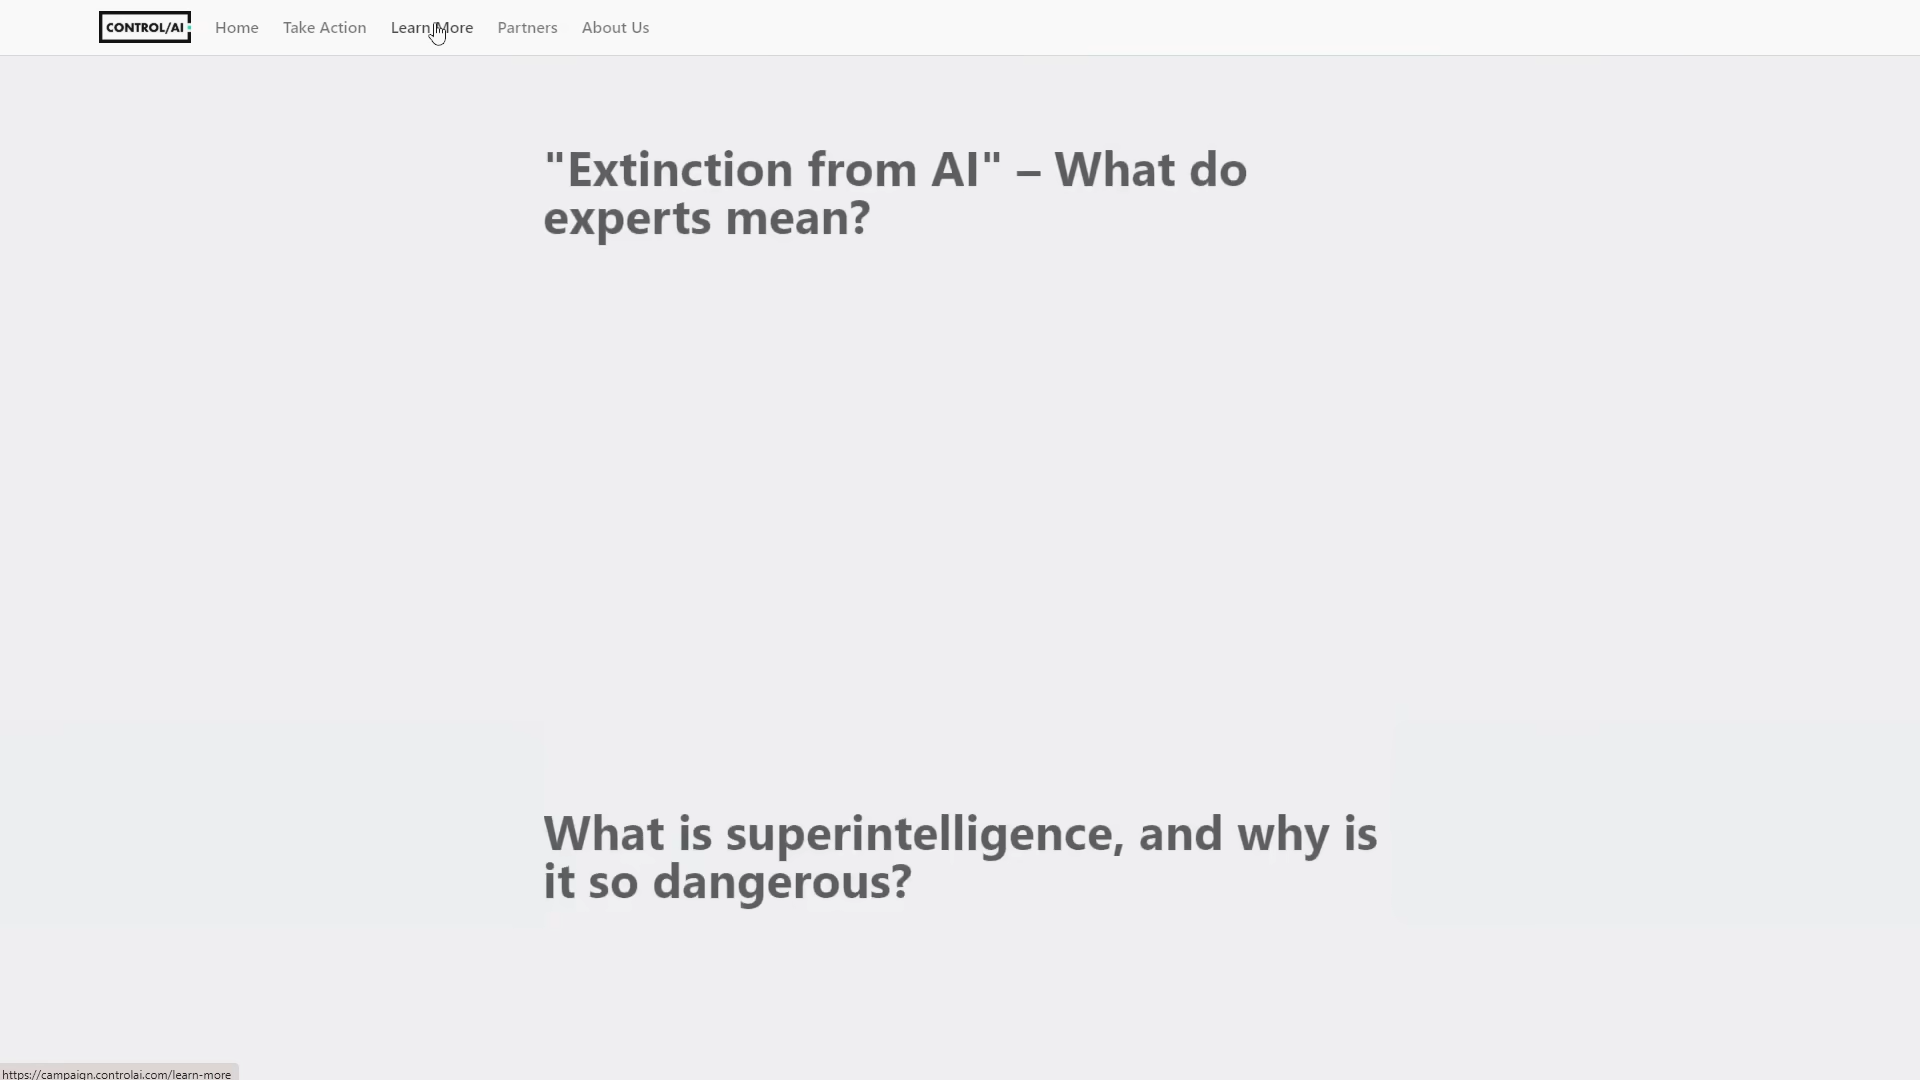 CONTROL/AI
Home
Take Action
Learn More
Partners
About Us
"Extinction from AI" – What do
experts mean?
What is superintelligence, and why is
it so dangerous?
https://campaign.controlai.com/learn-more